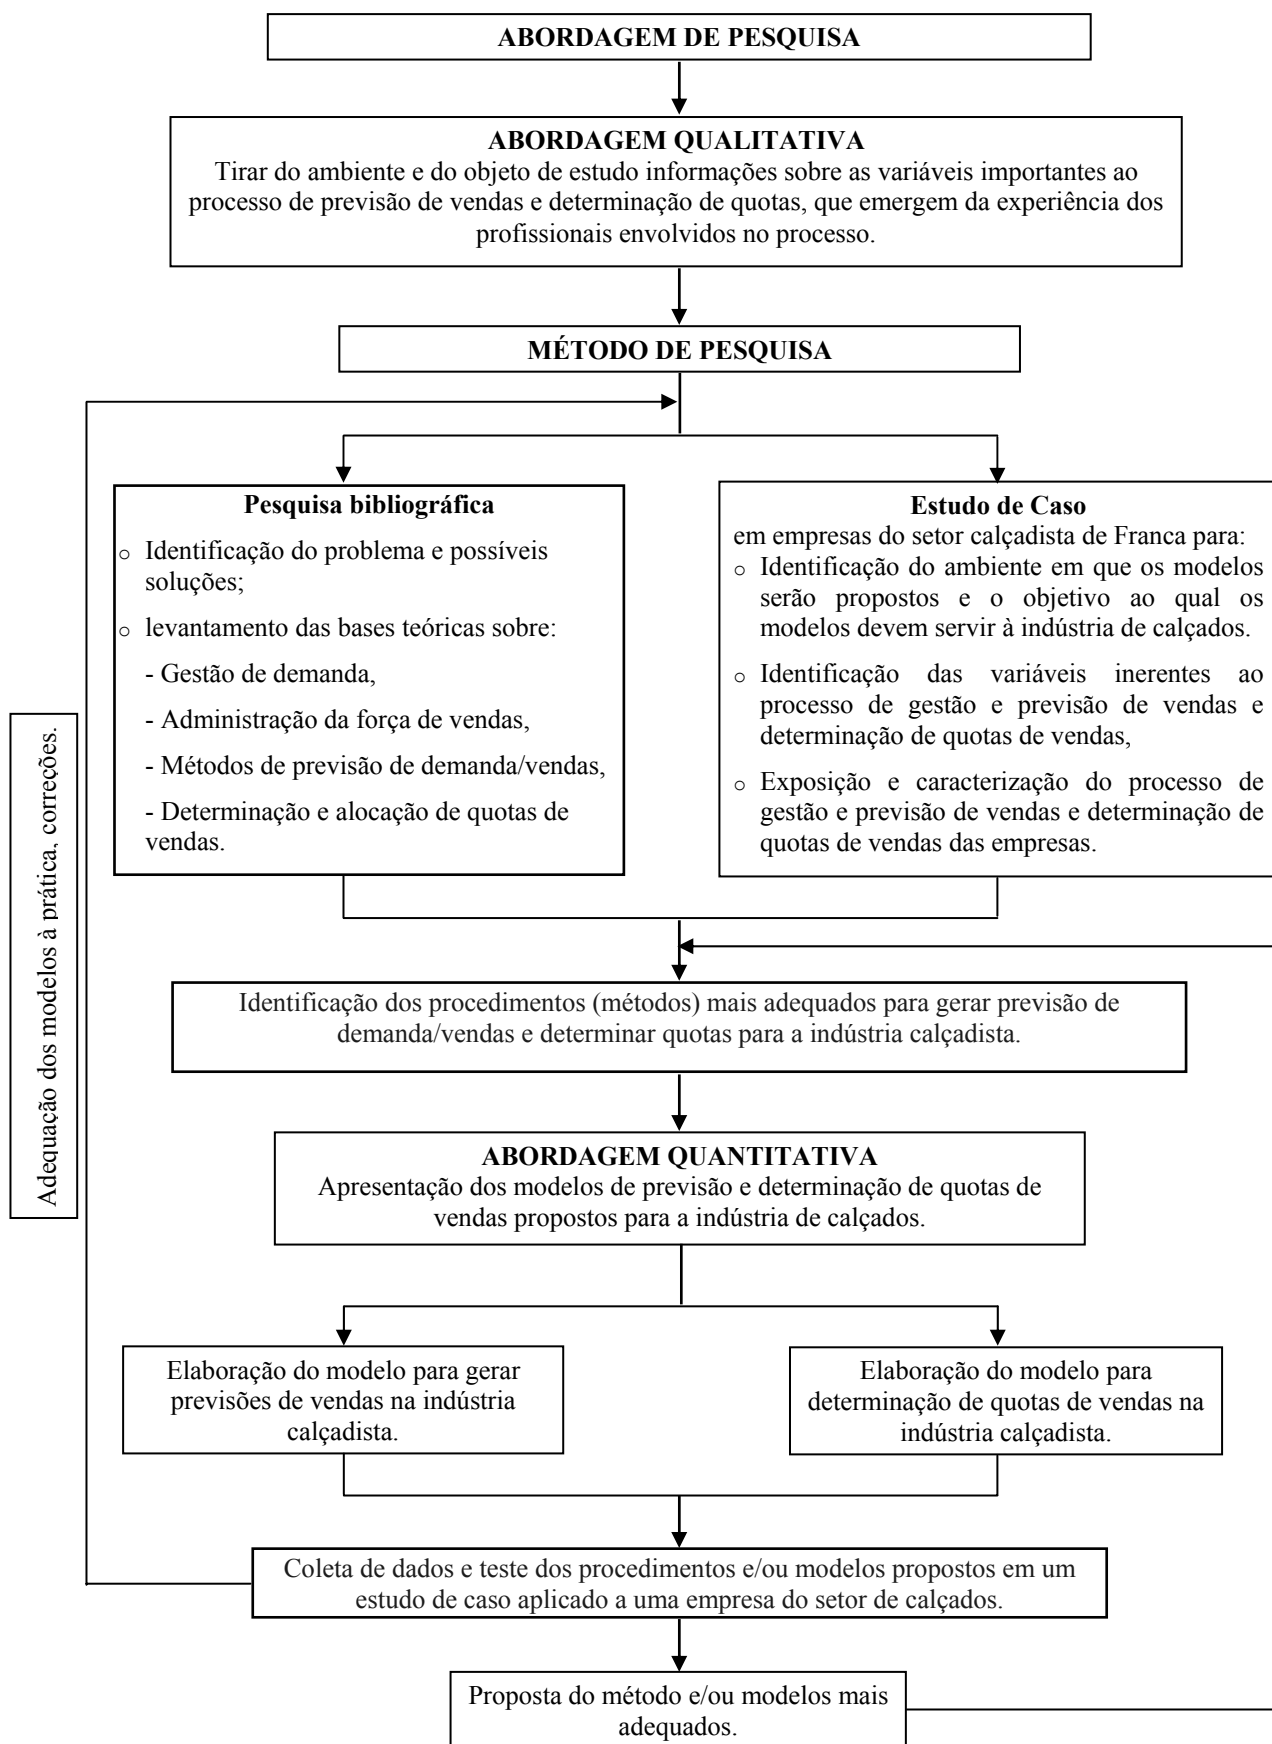 ABORDAGEM DE PESQUISA
ABORDAGEM QUALITATIVA
Tirar do ambiente e do objeto de estudo informações sobre as variáveis importantes ao
processo de previsão de vendas e determinação de quotas, que emergem da experiência dos
profissionais envolvidos no processo.
MÉTODO DE PESQUISA
Pesquisa bibliográfica
o Identificação do problema e possíveis
soluções;
o levantamento das bases teóricas sobre:
- Gestão de demanda,
- Administração da força de vendas,
- Métodos de previsão de demanda/vendas,
- Determinação e alocação de quotas de
vendas.
Estudo de Caso
em empresas do setor calçadista de Franca para:
o Identificação do ambiente em que os modelos
serão propostos e o objetivo ao qual os
modelos devem servir à indústria de calçados.
o Identificação das variáveis inerentes ao
processo de gestão e previsão de vendas e
determinação de quotas de vendas,
o Exposição e caracterização do processo de
gestão e previsão de vendas e determinação de
quotas de vendas das empresas.
Adequação dos modelos à prática, correções.
Identificação dos procedimentos (métodos) mais adequados para gerar previsão de
demanda/vendas e determinar quotas para a indústria calçadista.
ABORDAGEM QUANTITATIVA
Apresentação dos modelos de previsão e determinação de quotas de
vendas propostos para a indústria de calçados.
Elaboração do modelo para gerar
previsões de vendas na indústria
calçadista.
Elaboração do modelo para
determinação de quotas de vendas na
indústria calçadista.
Coleta de dados e teste dos procedimentos e/ou modelos propostos em um
estudo de caso aplicado a uma empresa do setor de calçados.
Proposta do método e/ou modelos mais
adequados.